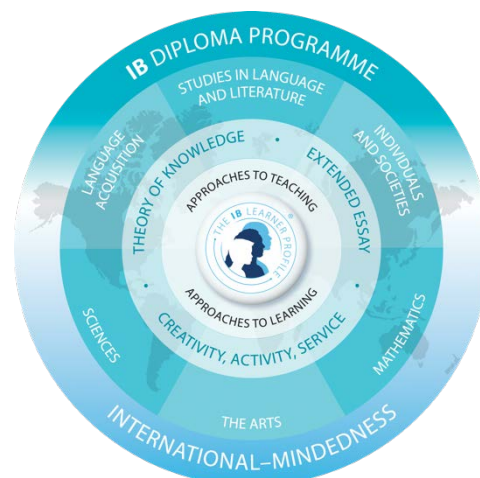 IB DIPLOMA PROGRAMME
STUDIES IN LANGUAGE
AND LITERATURE
LANGUAGE
ACQUISITION
INDIVIDUALS
AND SOCIETIES
THEORY OF KNOWLEDGE
•
EXTENDED ESSAY
APPROACHES TO TEACHING
THE IB LEARNER PROFILE
®
APPROACHES TO LEARNING
•
CREATIVITY, ACTIVITY, SERVICE
•
SCIENCES
MATHEMATICS
THE ARTS
INTERNATIONAL–MINDEDNESS